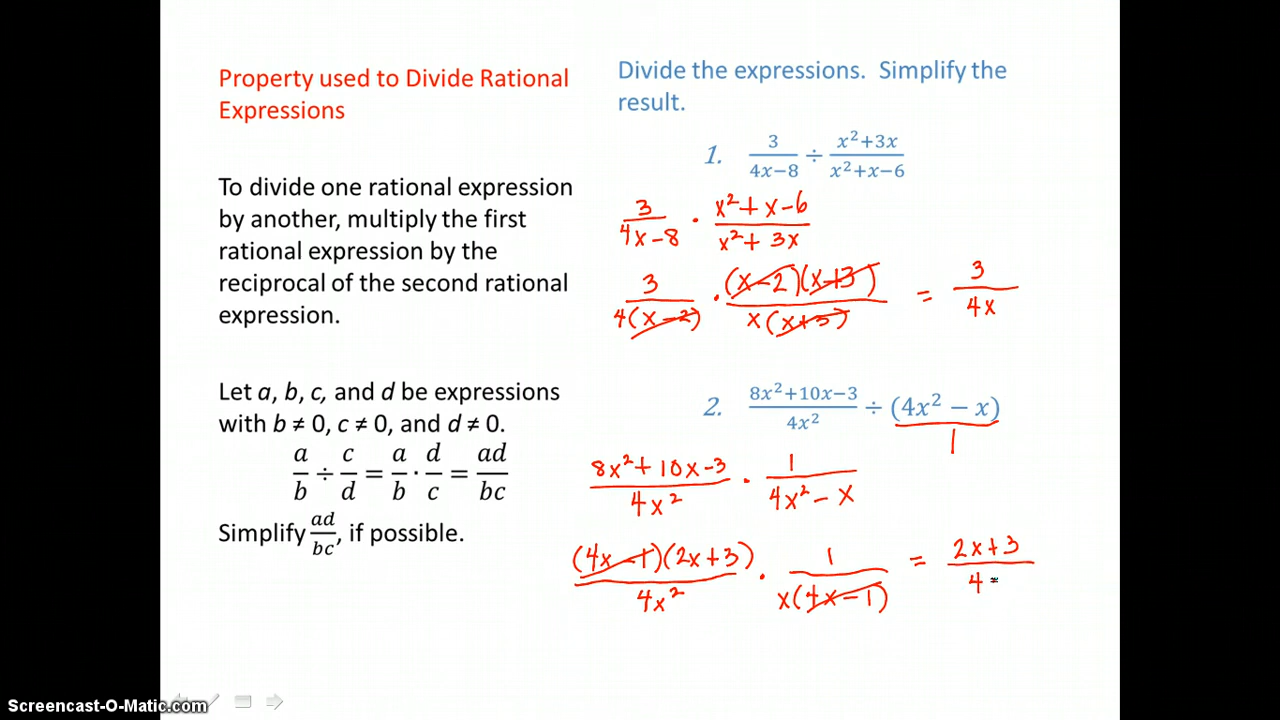 Property used to Divide Rational
Expressions
To divide one rational expression
by another, multiply the first
rational expression by the
reciprocal of the second rational
expression.
Let a, b, c, and d be expressions
with b ≠ 0, c ≠ 0, and d ≠ 0.
a/b ÷ c/d = a/b · d/c = ad/bc
Simplify ad/bc, if possible.
Divide the expressions. Simplify the
result.
1. 3/(4x−8) ÷ (x²+3x)/(x²+x−6)
3/(4x−8) · (x²+x−6)/(x²+3x)
3/(4(x−2)) · ((x−2)(x+3))/(x(x+3)) = 3/(4x)
2. (8x²+10x−3)/(4x²) ÷ (4x² − x)/1
(8x²+10x−3)/(4x²) · 1/(4x²−x)
((4x−1)(2x+3))/(4x²) · 1/(x(4x−1)) = (2x+3)/4
Screencast-O-Matic.com